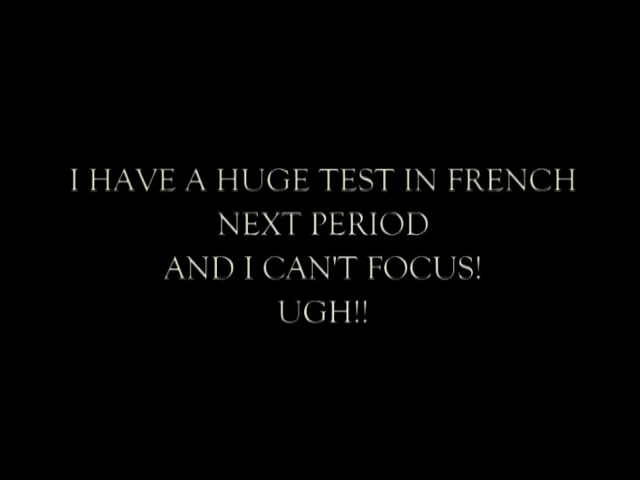 I HAVE A HUGE TEST IN FRENCH
NEXT PERIOD
AND I CAN'T FOCUS!
UGH!!